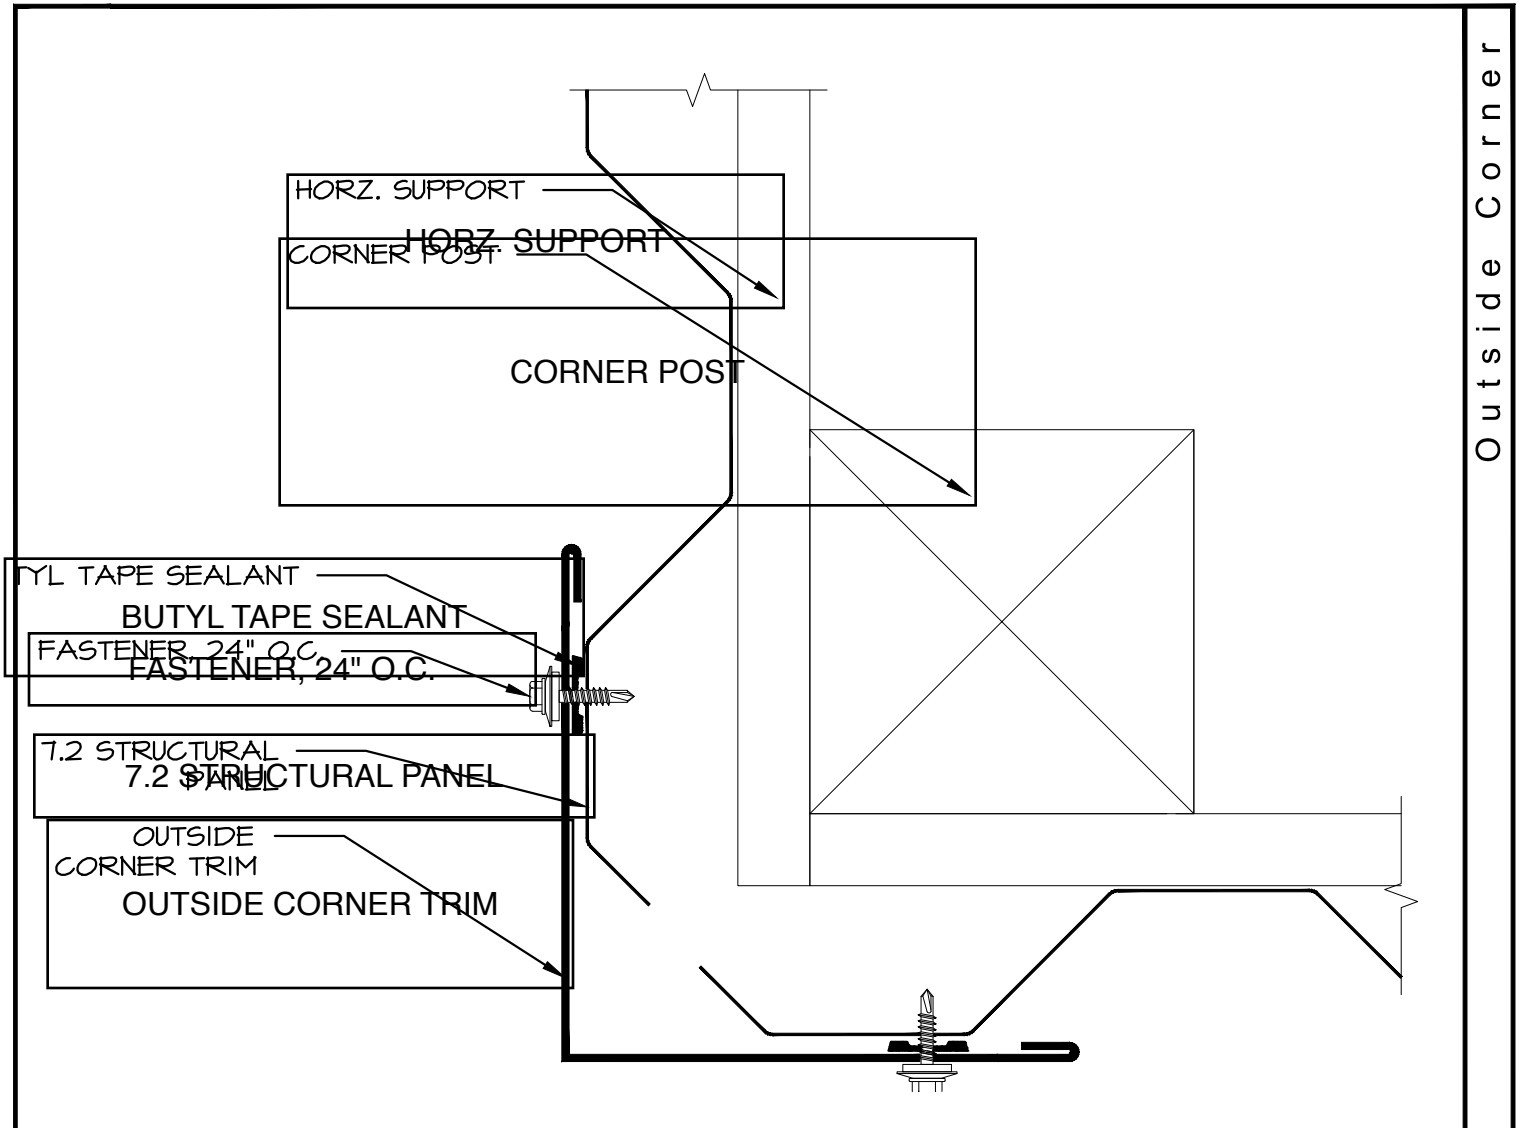 HORZ. SUPPORT
HORZ. SUPPORT
CORNER POST
CORNER POST
TYL TAPE SEALANT
BUTYL TAPE SEALANT
FASTENER, 24" O.C.
FASTENER, 24" O.C.
7.2 STRUCTURAL
PANEL
7.2 STRUCTURAL PANEL
OUTSIDE
CORNER TRIM
OUTSIDE CORNER TRIM
Outside Corner